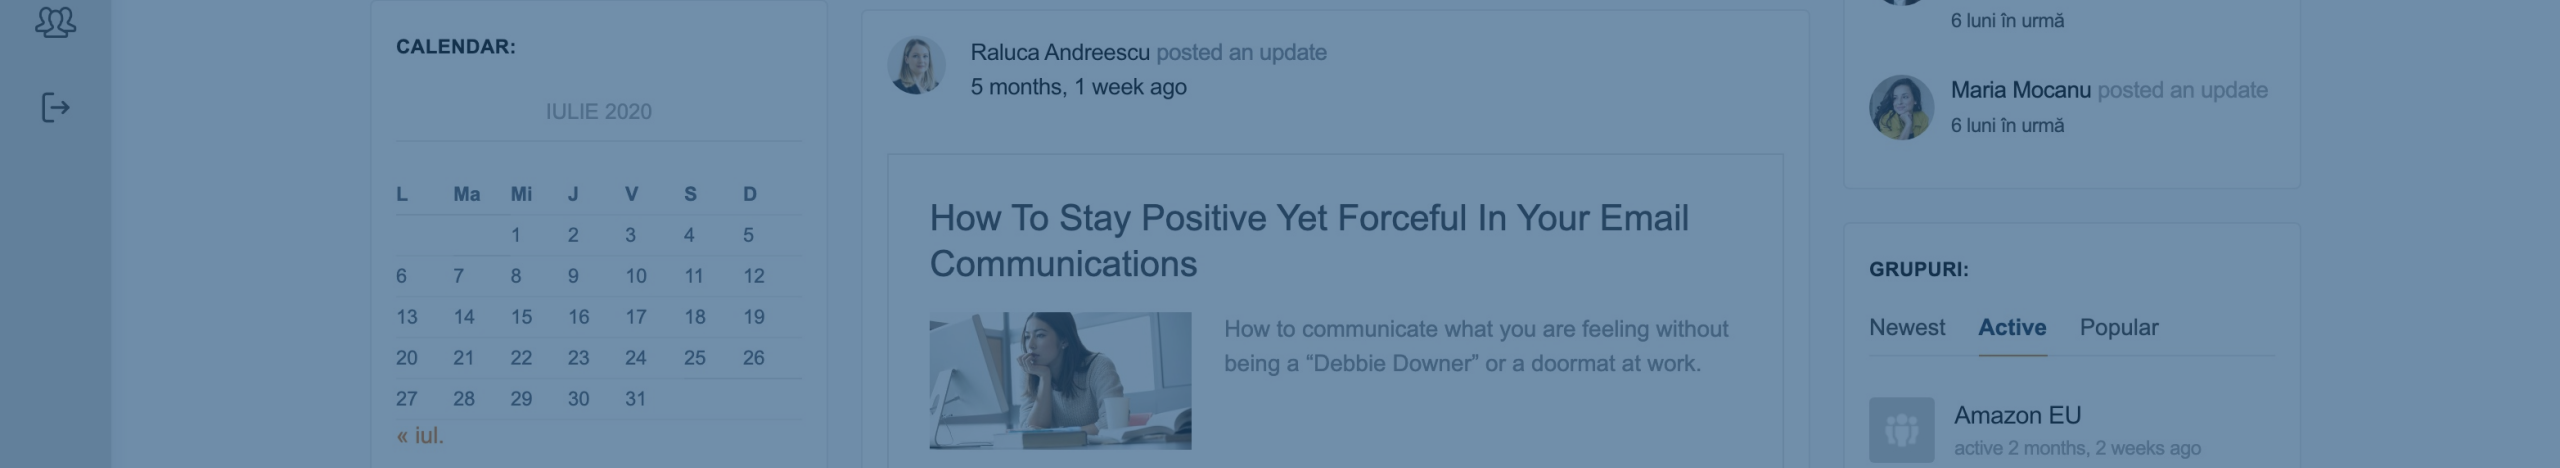 CALENDAR:
IULIE 2020
L Ma Mi J V S D
1 2 3 4 5
6 7 8 9 10 11 12
13 14 15 16 17 18 19
20 21 22 23 24 25 26
27 28 29 30 31
« iul.
Raluca Andreescu posted an update
5 months, 1 week ago
How To Stay Positive Yet Forceful In Your Email
Communications
How to communicate what you are feeling without
being a “Debbie Downer” or a doormat at work.
6 luni în urmă
Maria Mocanu posted an update
6 luni în urmă
GRUPURI:
Newest Active Popular
Amazon EU
active 2 months, 2 weeks ago